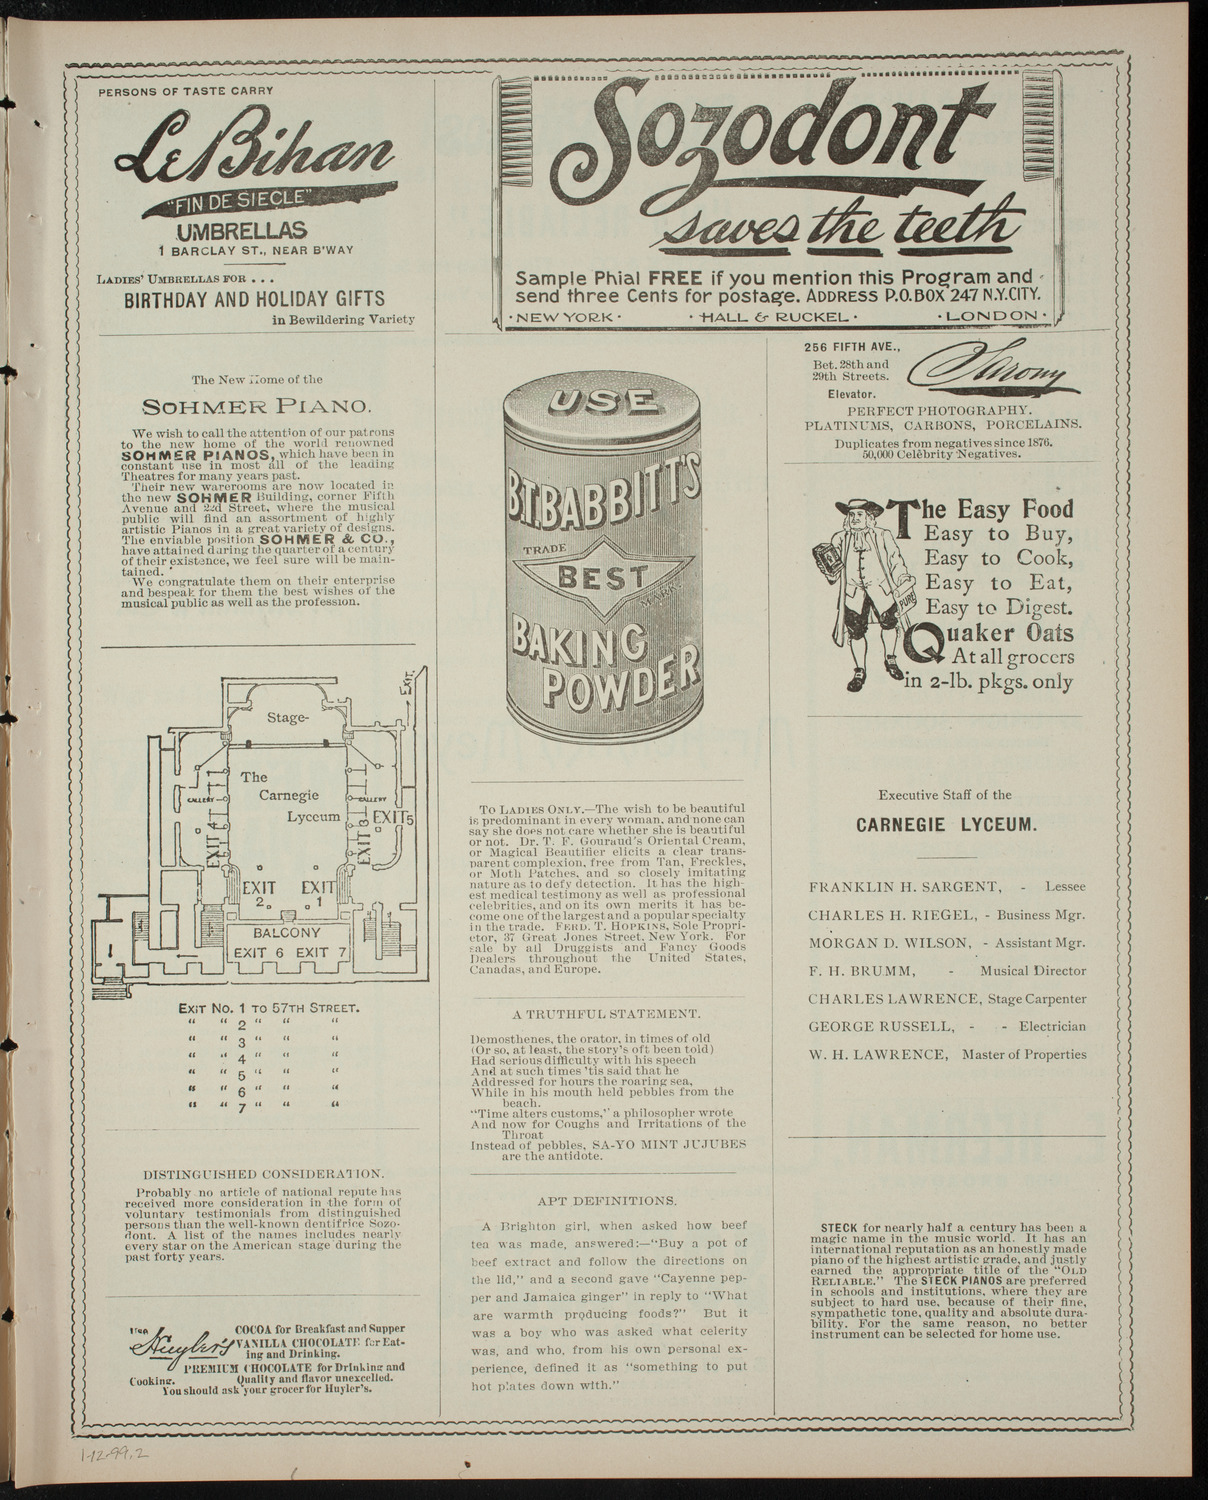 PERSONS OF TASTE CARRY
Le Bihan
"FIN DE SIECLE"
UMBRELLAS
1 BARCLAY ST., NEAR B'WAY
LADIES' UMBRELLAS FOR . . .
BIRTHDAY AND HOLIDAY GIFTS
in Bewildering Variety
Sozodont
saves the teeth
Sample Phial FREE if you mention this Program and
send three Cents for postage. ADDRESS P.O. BOX 247 N.Y. CITY.
· NEW YORK · · HALL & RUCKEL · · LONDON ·
The New Home of the
SOHMER PIANO.
We wish to call the attention of our patrons
to the new home of the world renowned
SOHMER PIANOS, which have been in
constant use in most all of the leading
Theatres for many years past.
Their new warerooms are now located in
the new SOHMER Building, corner Fifth
Avenue and 22d Street, where the musical
public will find an assortment of highly
artistic Pianos in a great variety of designs.
The enviable position SOHMER & CO.,
have attained during the quarter of a century
of their existence, we feel sure will be main-
tained.
We congratulate them on their enterprise
and bespeak for them the best wishes of the
musical public as well as the profession.
Exit.
Stage-
The
Carnegie
Lyceum
GALLERY
GALLERY
EXIT 4
EXIT 3
EXIT 5
EXIT EXIT
2. . 1
BALCONY
EXIT 6 EXIT 7
EXIT NO. 1 TO 57TH STREET.
" " 2 " " "
" " 3 " " "
" " 4 " " "
" " 5 " " "
" " 6 " " "
" " 7 " " "
DISTINGUISHED CONSIDERATION.
Probably no article of national repute has
received more consideration in the form of
voluntary testimonials from distinguished
persons than the well-known dentifrice Sozo-
dont. A list of the names includes nearly
every star on the American stage during the
past forty years.
Huyler's
COCOA for Breakfast and Supper
VANILLA CHOCOLATE for Eat-
ing and Drinking.
PREMIUM CHOCOLATE for Drinking and
Cooking. Quality and flavor unexcelled.
You should ask your grocer for Huyler's.
USE
B.T. BABBITT'S
TRADE
BEST
MARK
BAKING
POWDER
TO LADIES ONLY.—The wish to be beautiful
is predominant in every woman, and none can
say she does not care whether she is beautiful
or not. Dr. T. F. Gouraud's Oriental Cream,
or Magical Beautifier elicits a clear trans-
parent complexion, free from Tan, Freckles,
or Moth Patches, and so closely imitating
nature as to defy detection. It has the high-
est medical testimony as well as professional
celebrities, and on its own merits it has be-
come one of the largest and a popular specialty
in the trade. FERD. T. HOPKINS, Sole Propri-
etor, 37 Great Jones Street. New York. For
sale by all Druggists and Fancy Goods
Dealers throughout the United States,
Canadas, and Europe.
A TRUTHFUL STATEMENT.
Demosthenes, the orator, in times of old
(Or so, at least, the story's oft been told)
Had serious difficulty with his speech
And at such times 'tis said that he
Addressed for hours the roaring sea,
While in his mouth held pebbles from the
beach.
"Time alters customs," a philosopher wrote
And now for Coughs and Irritations of the
Throat
Instead of pebbles, SA-YO MINT JUJUBES
are the antidote.
APT DEFINITIONS.
A Brighton girl, when asked how beef
tea was made, answered:—"Buy a pot of
beef extract and follow the directions on
the lid," and a second gave "Cayenne pep-
per and Jamaica ginger" in reply to "What
are warmth producing foods?" But it
was a boy who was asked what celerity
was, and who, from his own personal ex-
perience, defined it as "something to put
hot plates down with."
256 FIFTH AVE.,
Bet. 28th and
29th Streets.
Elevator.
Sarony
PERFECT PHOTOGRAPHY.
PLATINUMS, CARBONS, PORCELAINS.
Duplicates from negatives since 1876.
50,000 Celebrity Negatives.
The Easy Food
Easy to Buy,
Easy to Cook,
Easy to Eat,
Easy to Digest.
PURE
Quaker Oats
At all grocers
in 2-lb. pkgs. only
Executive Staff of the
CARNEGIE LYCEUM.
FRANKLIN H. SARGENT, - Lessee
CHARLES H. RIEGEL, - Business Mgr.
MORGAN D. WILSON, - Assistant Mgr.
F. H. BRUMM, - Musical Director
CHARLES LAWRENCE, Stage Carpenter
GEORGE RUSSELL, - - Electrician
W. H. LAWRENCE, Master of Properties
STECK for nearly half a century has been a
magic name in the music world. It has an
international reputation as an honestly made
piano of the highest artistic grade, and justly
earned the appropriate title of the "OLD
RELIABLE." The STECK PIANOS are preferred
in schools and institutions, where they are
subject to hard use, because of their fine,
sympathetic tone, quality and absolute dura-
bility. For the same reason, no better
instrument can be selected for home use.
1-12-99.2